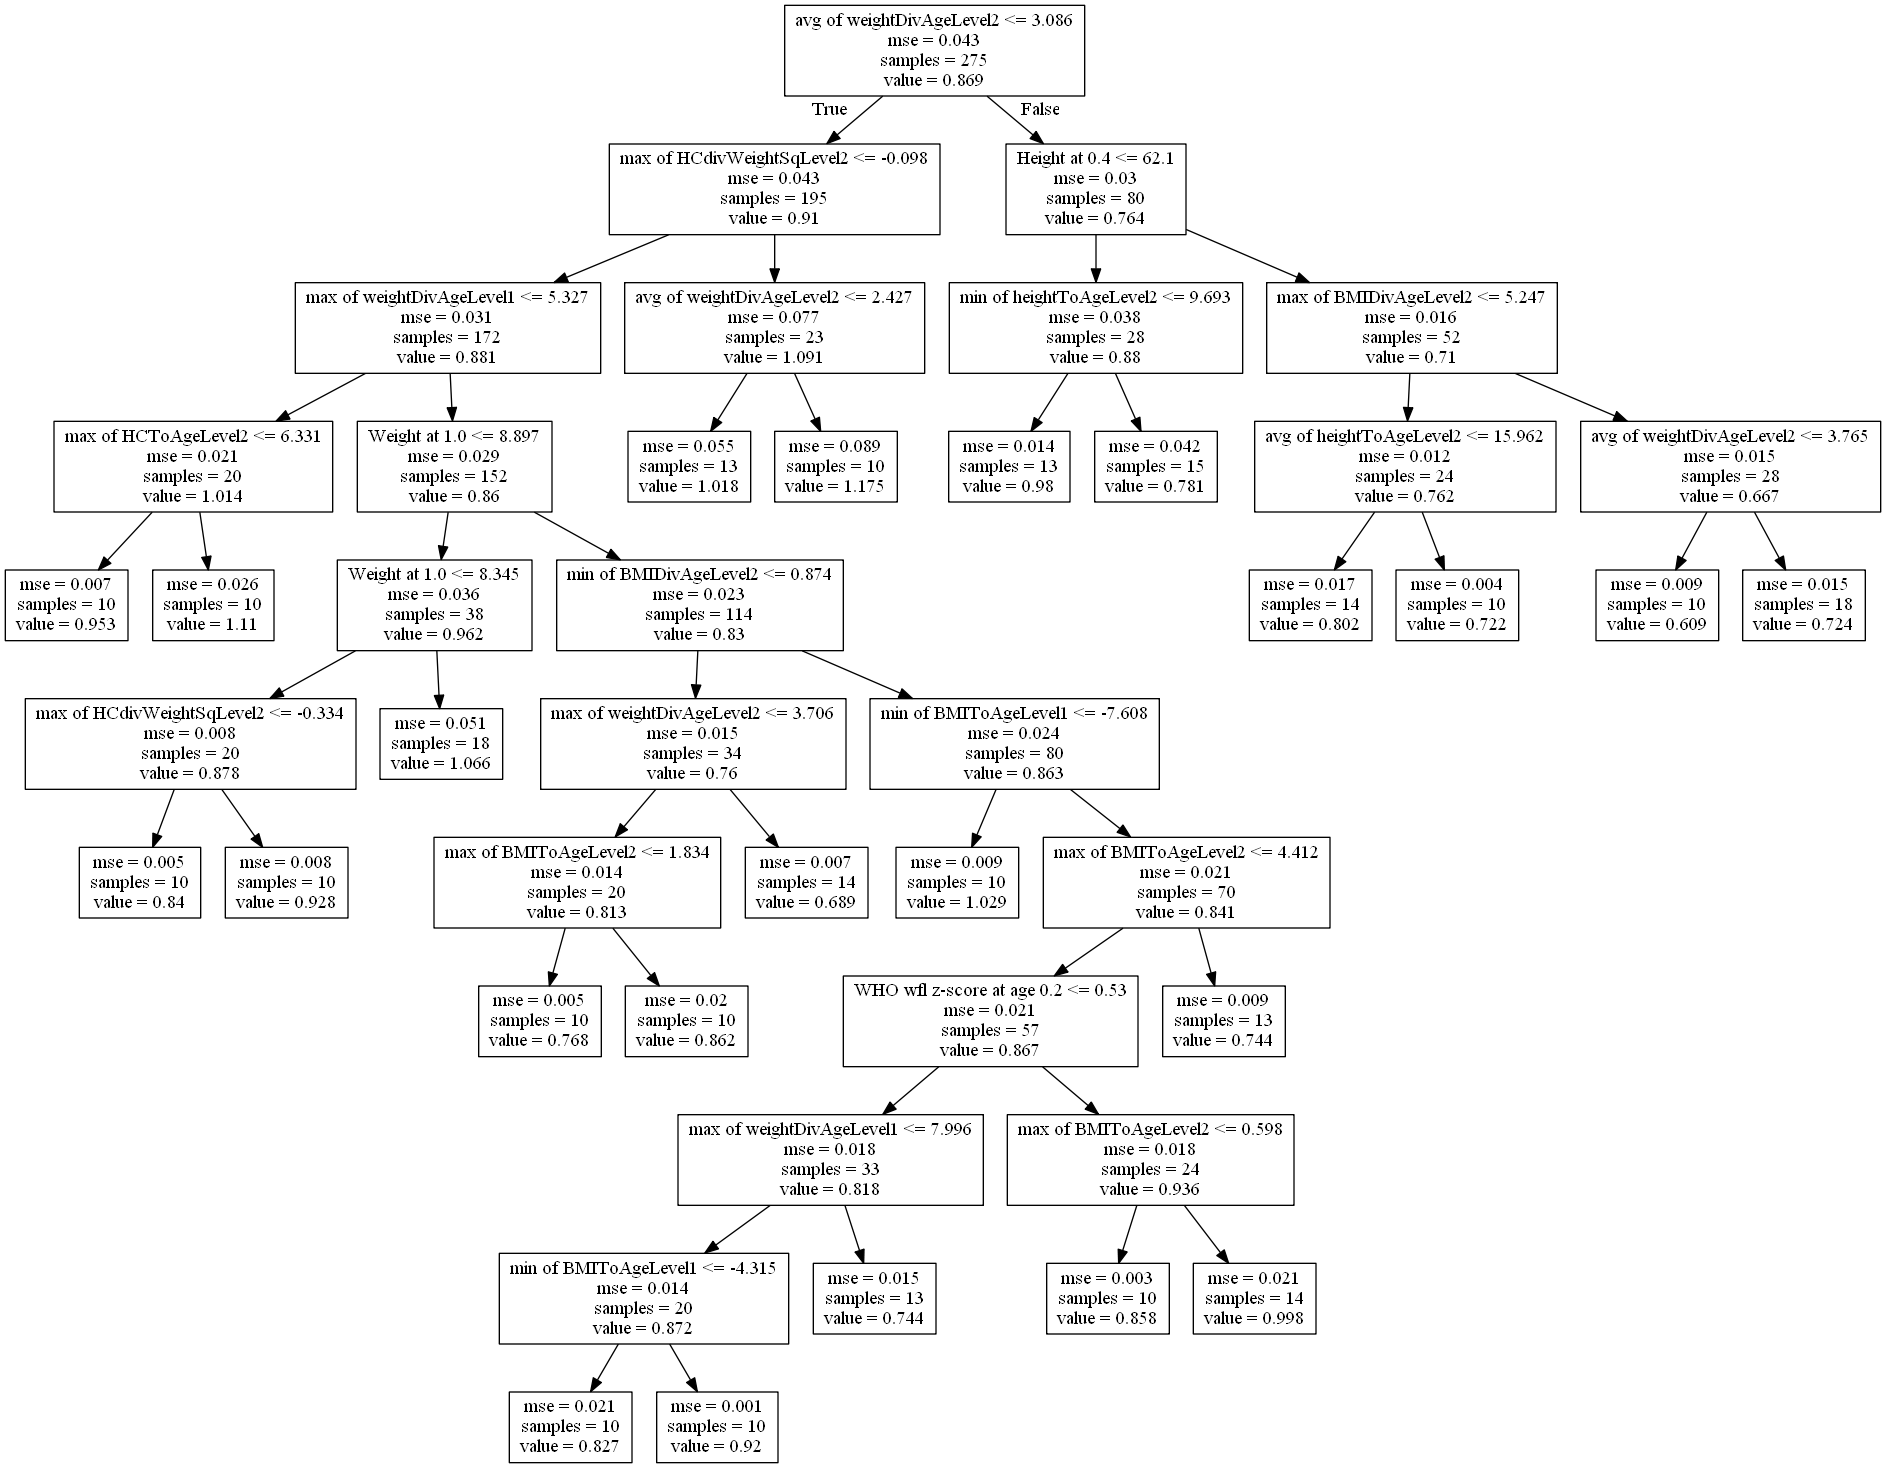 avg of weightDivAgeLevel2 <= 3.086
mse = 0.043
samples = 275
value = 0.869
True
False
max of HCdivWeightSqLevel2 <= -0.098
mse = 0.043
samples = 195
value = 0.91
Height at 0.4 <= 62.1
mse = 0.03
samples = 80
value = 0.764
max of weightDivAgeLevel1 <= 5.327
mse = 0.031
samples = 172
value = 0.881
avg of weightDivAgeLevel2 <= 2.427
mse = 0.077
samples = 23
value = 1.091
min of heightToAgeLevel2 <= 9.693
mse = 0.038
samples = 28
value = 0.88
max of BMIDivAgeLevel2 <= 5.247
mse = 0.016
samples = 52
value = 0.71
max of HCToAgeLevel2 <= 6.331
mse = 0.021
samples = 20
value = 1.014
Weight at 1.0 <= 8.897
mse = 0.029
samples = 152
value = 0.86
mse = 0.055
samples = 13
value = 1.018
mse = 0.089
samples = 10
value = 1.175
mse = 0.014
samples = 13
value = 0.98
mse = 0.042
samples = 15
value = 0.781
avg of heightToAgeLevel2 <= 15.962
mse = 0.012
samples = 24
value = 0.762
avg of weightDivAgeLevel2 <= 3.765
mse = 0.015
samples = 28
value = 0.667
mse = 0.007
samples = 10
value = 0.953
mse = 0.026
samples = 10
value = 1.11
Weight at 1.0 <= 8.345
mse = 0.036
samples = 38
value = 0.962
min of BMIDivAgeLevel2 <= 0.874
mse = 0.023
samples = 114
value = 0.83
mse = 0.017
samples = 14
value = 0.802
mse = 0.004
samples = 10
value = 0.722
mse = 0.009
samples = 10
value = 0.609
mse = 0.015
samples = 18
value = 0.724
max of HCdivWeightSqLevel2 <= -0.334
mse = 0.008
samples = 20
value = 0.878
mse = 0.051
samples = 18
value = 1.066
max of weightDivAgeLevel2 <= 3.706
mse = 0.015
samples = 34
value = 0.76
min of BMIToAgeLevel1 <= -7.608
mse = 0.024
samples = 80
value = 0.863
mse = 0.005
samples = 10
value = 0.84
mse = 0.008
samples = 10
value = 0.928
max of BMIToAgeLevel2 <= 1.834
mse = 0.014
samples = 20
value = 0.813
mse = 0.007
samples = 14
value = 0.689
mse = 0.009
samples = 10
value = 1.029
max of BMIToAgeLevel2 <= 4.412
mse = 0.021
samples = 70
value = 0.841
mse = 0.005
samples = 10
value = 0.768
mse = 0.02
samples = 10
value = 0.862
WHO wfl z-score at age 0.2 <= 0.53
mse = 0.021
samples = 57
value = 0.867
mse = 0.009
samples = 13
value = 0.744
max of weightDivAgeLevel1 <= 7.996
mse = 0.018
samples = 33
value = 0.818
max of BMIToAgeLevel2 <= 0.598
mse = 0.018
samples = 24
value = 0.936
min of BMIToAgeLevel1 <= -4.315
mse = 0.014
samples = 20
value = 0.872
mse = 0.015
samples = 13
value = 0.744
mse = 0.003
samples = 10
value = 0.858
mse = 0.021
samples = 14
value = 0.998
mse = 0.021
samples = 10
value = 0.827
mse = 0.001
samples = 10
value = 0.92